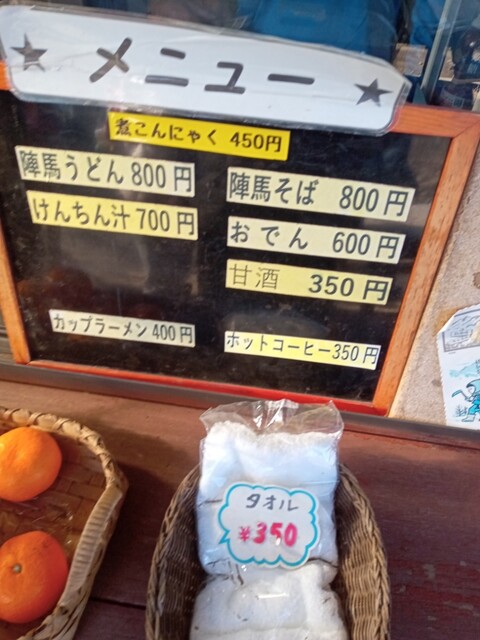 ★メニュー★
煮こんにゃく 450円
陣馬うどん 800円
陣馬そば 800円
けんちん汁 700円
おでん 600円
甘酒 350円
カップラーメン 400円
ホットコーヒー 350円
タオル
¥350